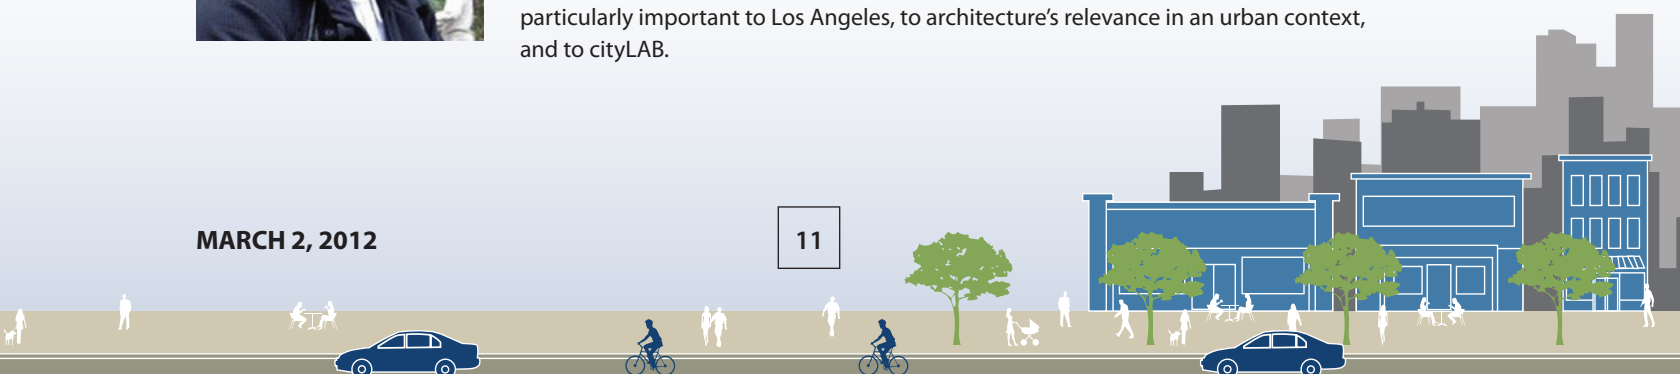 particularly important to Los Angeles, to architecture’s relevance in an urban context,
and to cityLAB.
MARCH 2, 2012
11